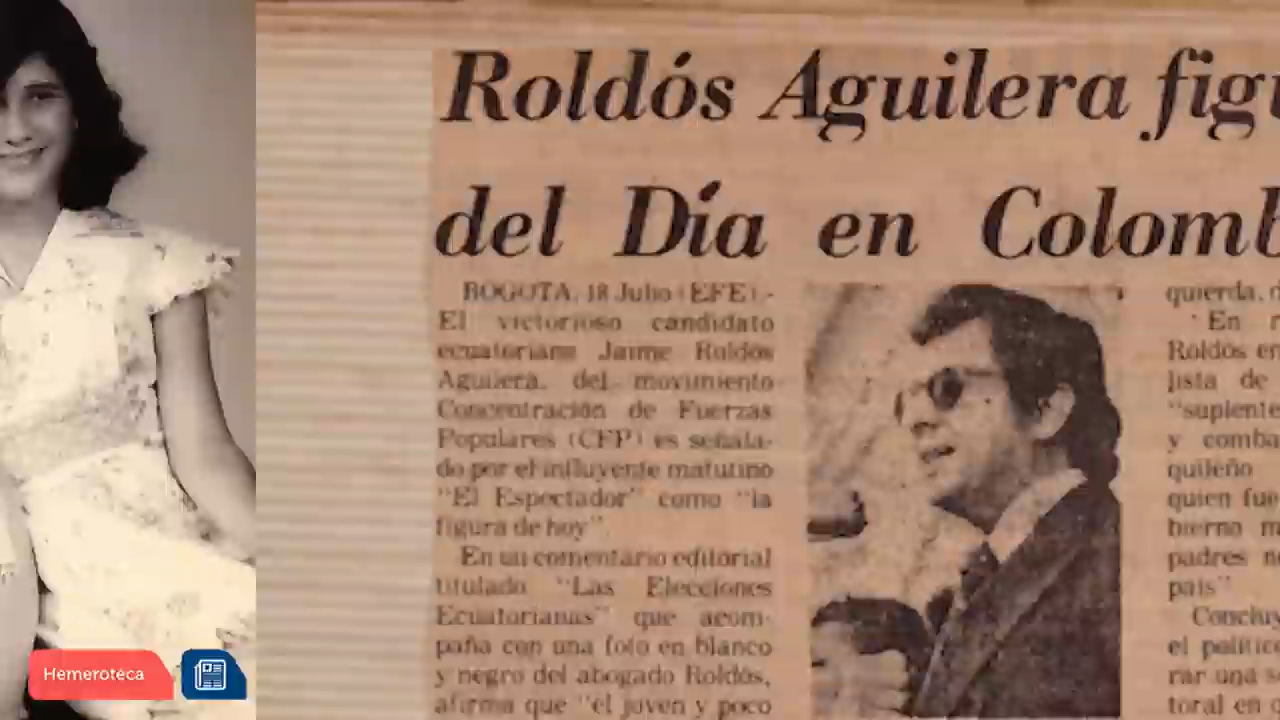 Roldós Aguilera figu
del Día en Colomb
BOGOTA, 18 Julio (EFE).-
El victorioso candidato
ecuatoriano Jaime Roldós
Aguilera, del movimiento
Concentración de Fuerzas
Populares (CFP) es señala-
do por el influyente matutino
"El Espectador" como "la
figura de hoy".
En un comentario editorial
titulado "Las Elecciones
Ecuatorianas" que acom-
paña con una foto en blanco
y negro del abogado Roldós,
afirma que "el joven y poco
quierda, d
En
Roldós en
lista de
"suplente
y comba
quileño
quien fue
bierno m
padres n
país"
Concluy
el político
rar una s
toral en
Hemeroteca